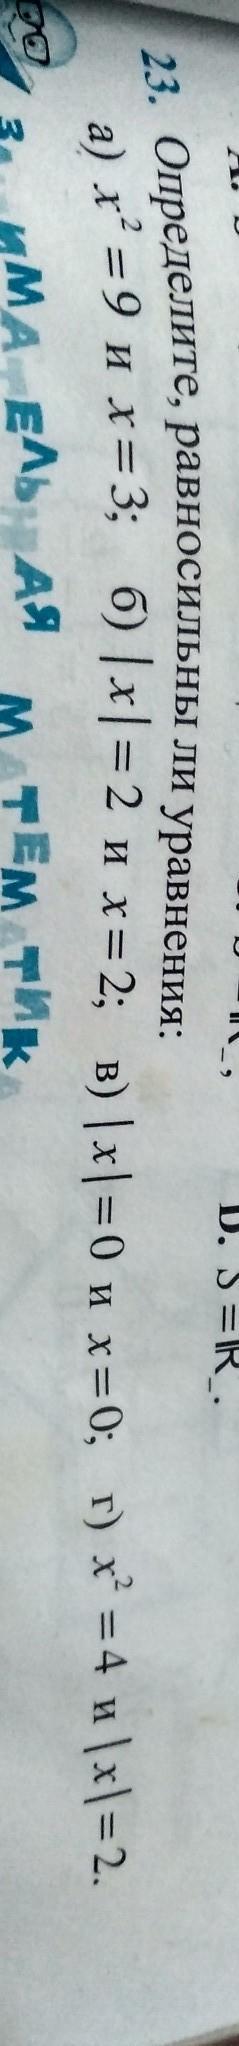 D. S = ℝ₋.
23. Определите, равносильны ли уравнения:
а) x² = 9 и x = 3; б) |x| = 2 и x = 2; в) |x| = 0 и x = 0; г) x² = 4 и |x| = 2.